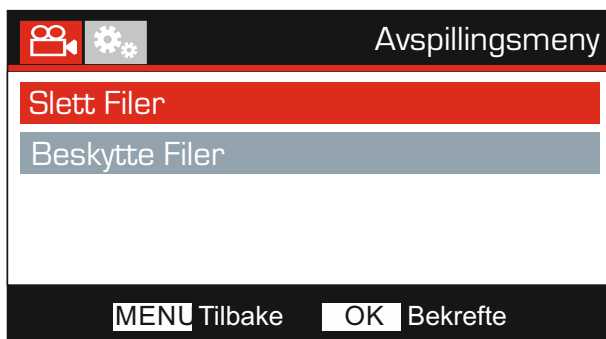 Avspillingsmeny
Slett Filer
Beskytte Filer
MENU Tilbake OK Bekrefte